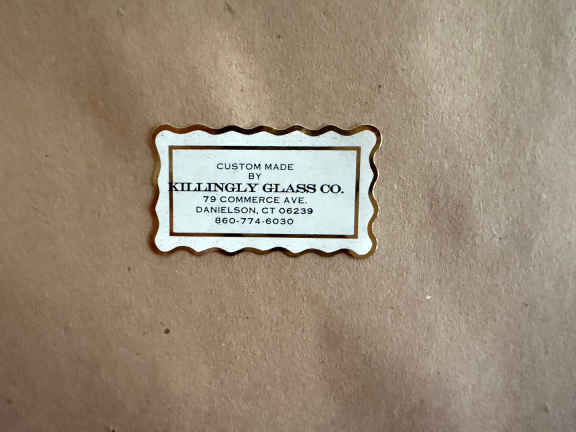 CUSTOM MADE
BY
KILLINGLY GLASS CO.
79 COMMERCE AVE.
DANIELSON, CT 06239
860-774-6030